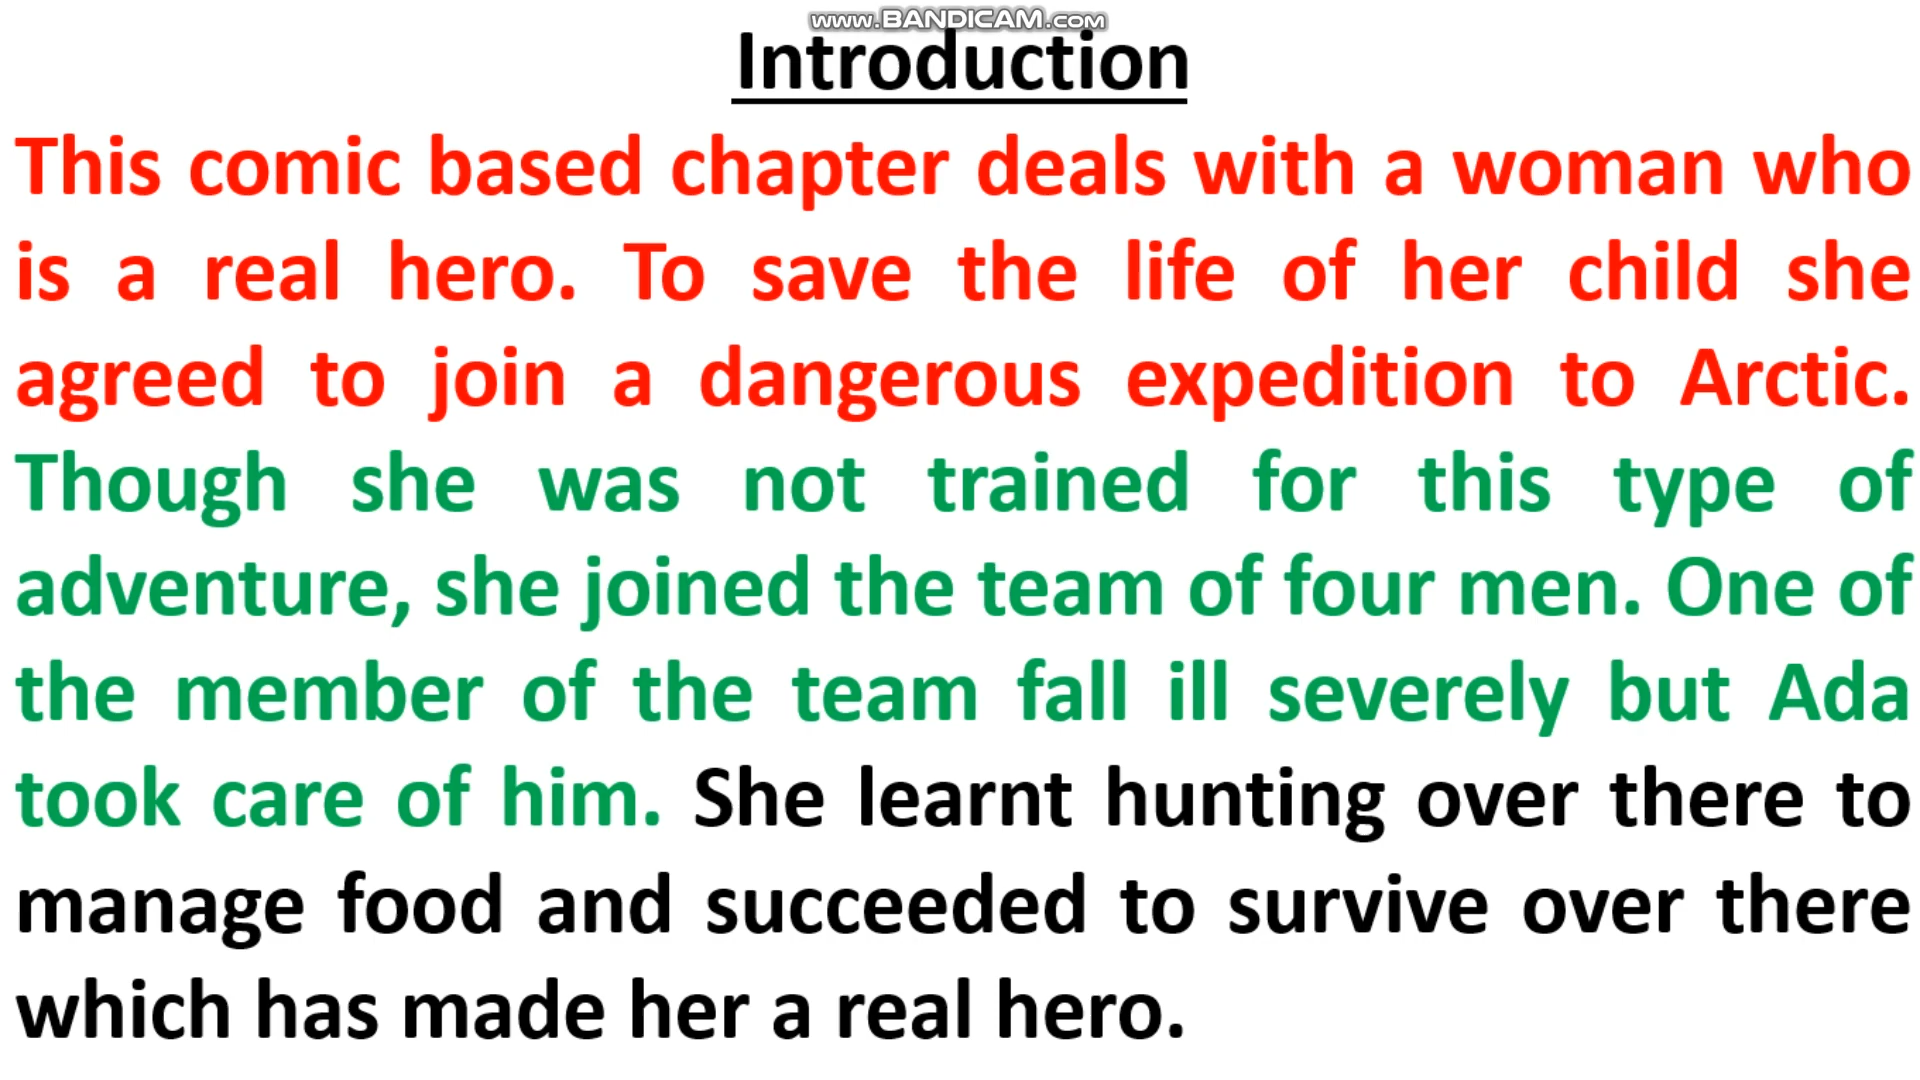 www.BANDICAM.com
Introduction
This comic based chapter deals with a woman who
is a real hero. To save the life of her child she
agreed to join a dangerous expedition to Arctic.
Though she was not trained for this type of
adventure, she joined the team of four men. One of
the member of the team fall ill severely but Ada
took care of him. She learnt hunting over there to
manage food and succeeded to survive over there
which has made her a real hero.